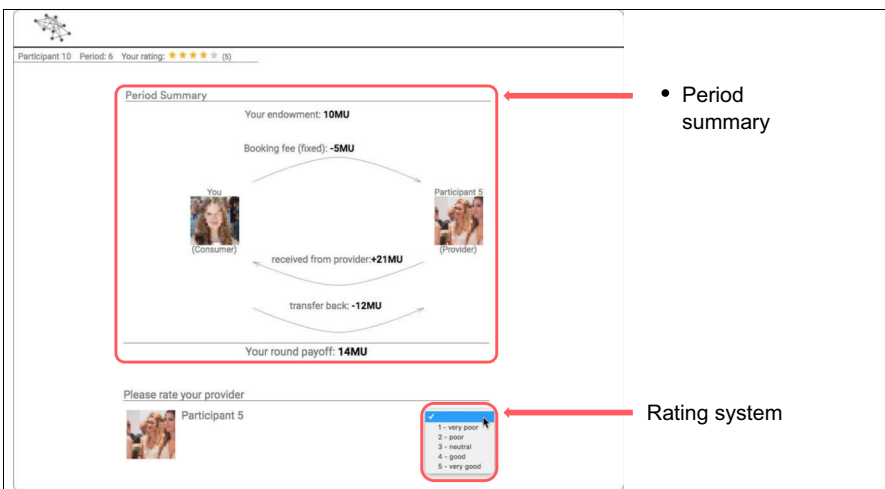 Participant 10 Period: 6 Your rating: ★ ★ ★ ★ ★ (5)
Period Summary
• Period
summary
Your endowment: 10MU
Booking fee (fixed): -5MU
You
(Consumer)
Participant 5
(Provider)
received from provider:+21MU
transfer back: -12MU
Your round payoff: 14MU
Please rate your provider
Participant 5
✓
1 - very poor
2 - poor
3 - neutral
4 - good
5 - very good
Rating system